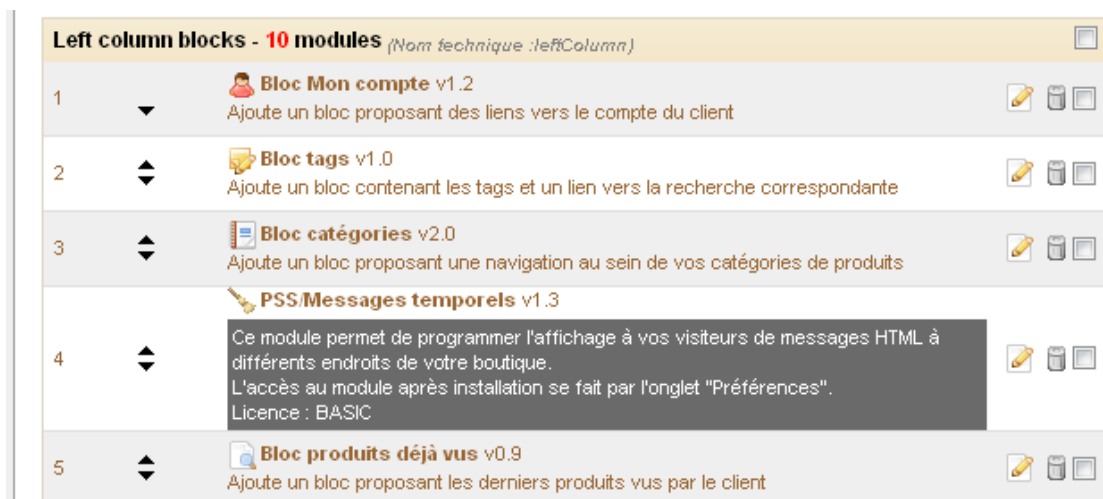 Left column blocks - 10 modules (Nom technique :leftColumn)
1
Bloc Mon compte v1.2
Ajoute un bloc proposant des liens vers le compte du client
2
Bloc tags v1.0
Ajoute un bloc contenant les tags et un lien vers la recherche correspondante
3
Bloc catégories v2.0
Ajoute un bloc proposant une navigation au sein de vos catégories de produits
4
PSS/Messages temporels v1.3
Ce module permet de programmer l'affichage à vos visiteurs de messages HTML à
différents endroits de votre boutique.
L'accès au module après installation se fait par l'onglet "Préférences".
Licence : BASIC
5
Bloc produits déjà vus v0.9
Ajoute un bloc proposant les derniers produits vus par le client